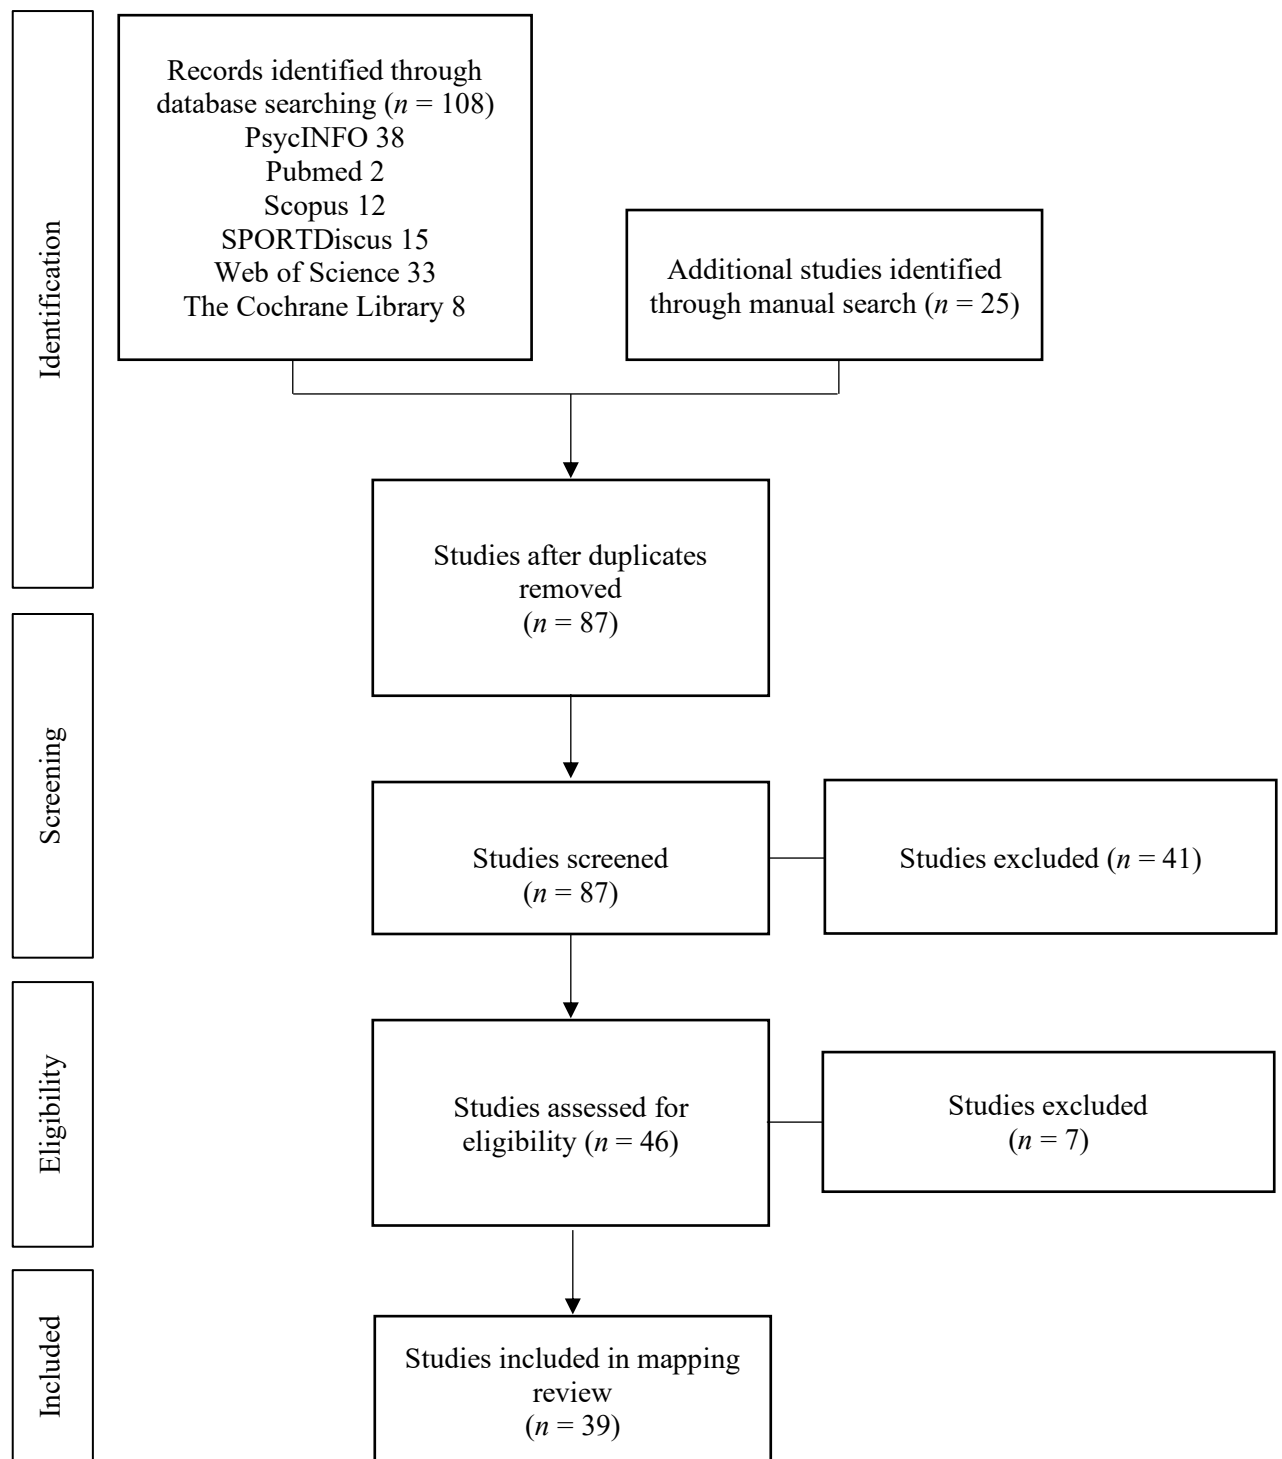 Identification
Records identified through
database searching (n = 108)
PsycINFO 38
Pubmed 2
Scopus 12
SPORTDiscus 15
Web of Science 33
The Cochrane Library 8
Additional studies identified
through manual search (n = 25)
Studies after duplicates
removed
(n = 87)
Screening
Studies screened
(n = 87)
Studies excluded (n = 41)
Eligibility
Studies assessed for
eligibility (n = 46)
Studies excluded
(n = 7)
Included
Studies included in mapping
review
(n = 39)